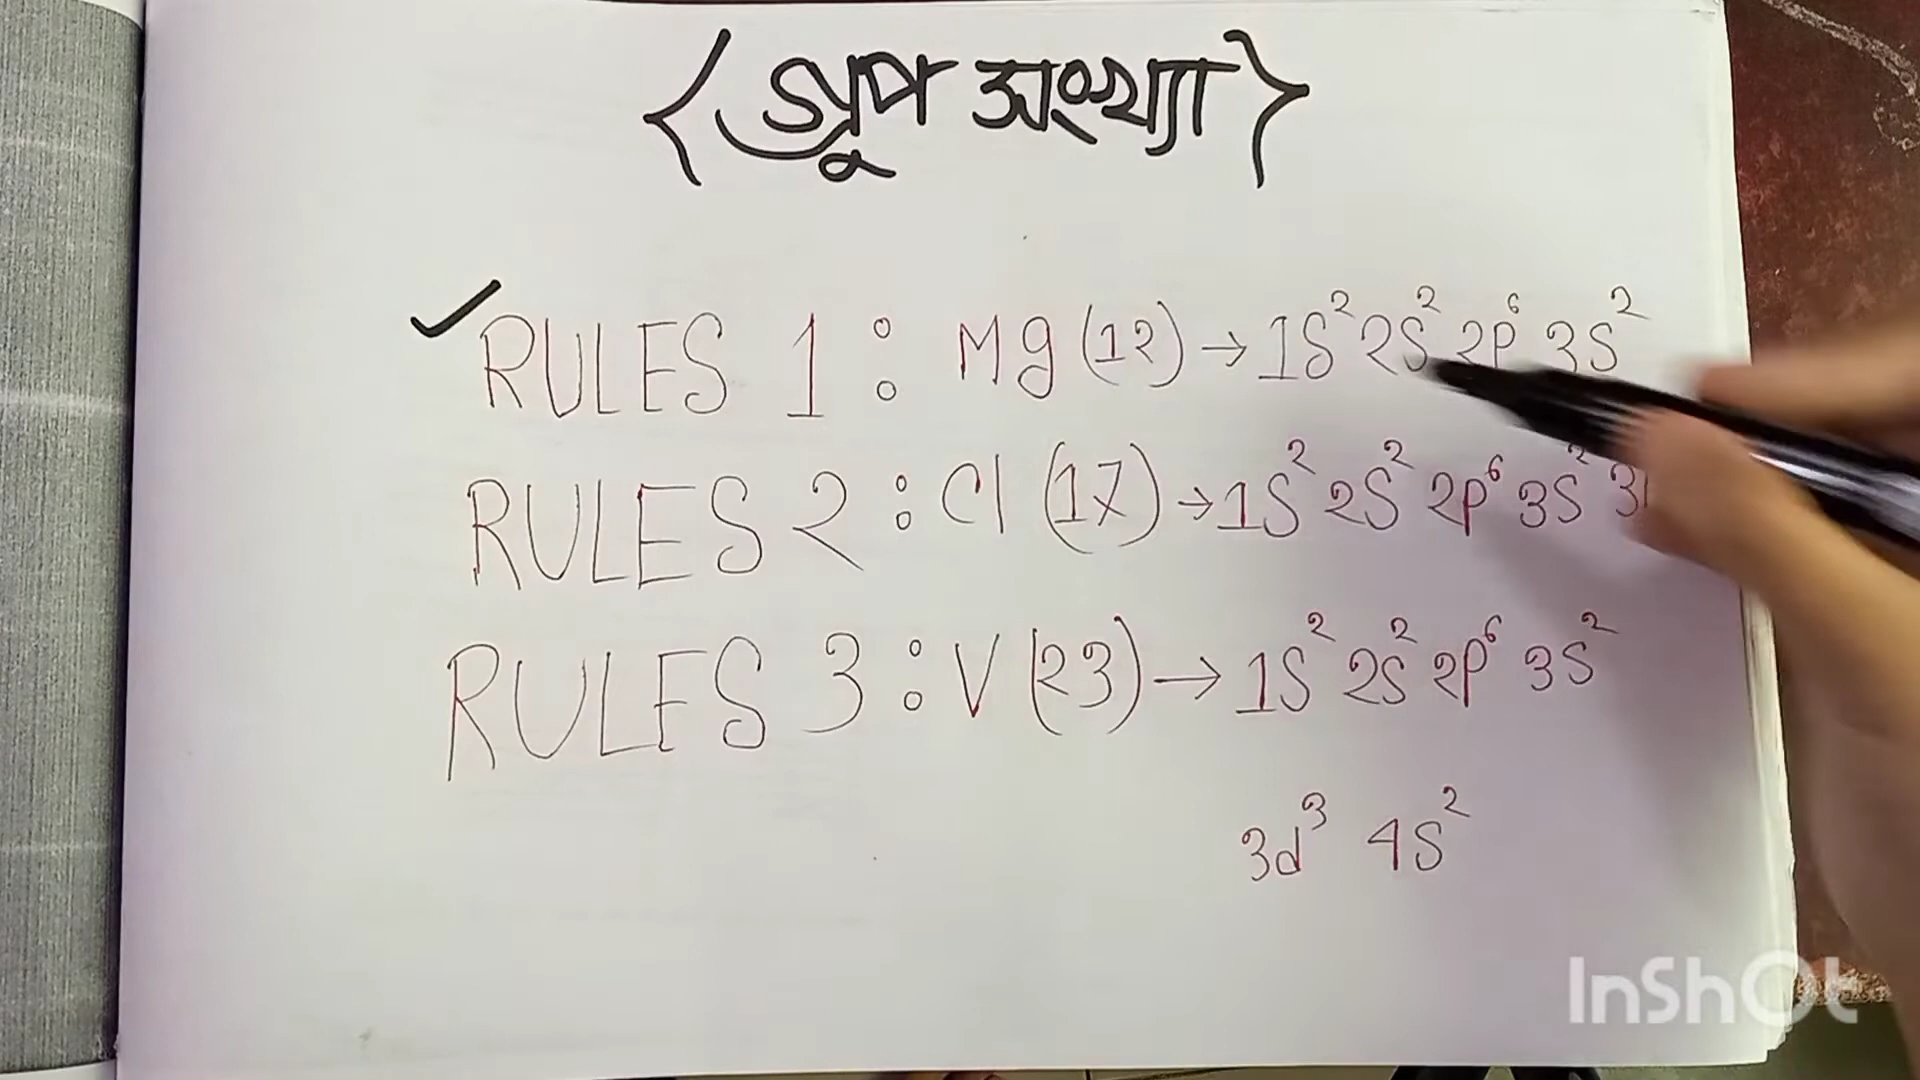 গ্রুপ সংখ্যা
RULES 1 : Mg (12) → 1S² 2S² 2P⁶ 3S²
RULES 2 : Cl (17) → 1S² 2S² 2P⁶ 3S²
RULES 3 : V (23) → 1S² 2S² 2P⁶ 3S²
3d³ 4S²
InShOt